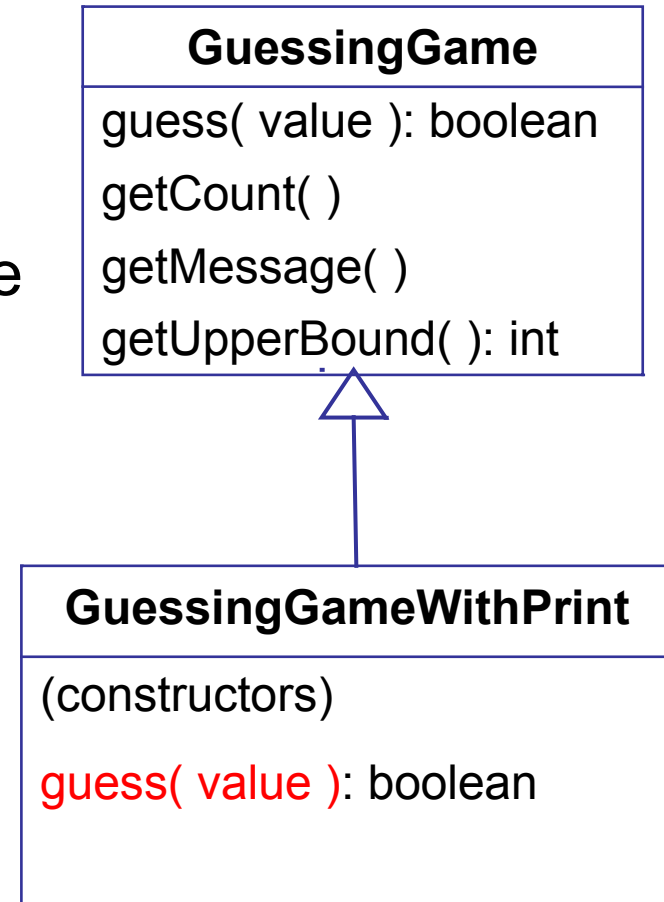 GuessingGame
guess( value ): boolean
getCount( )
e
getMessage( )
getUpperBound( ): int
GuessingGameWithPrint
(constructors)
guess( value ): boolean